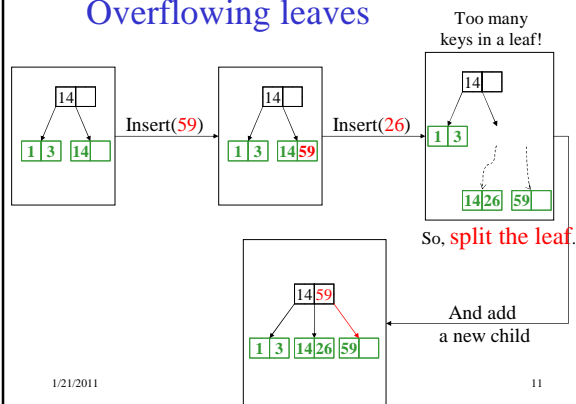 Overflowing leaves
Too many
keys in a leaf!
14
1 3 14
Insert(59)
14
1 3 14 59
Insert(26)
14
1 3
14 26 59
So, split the leaf.
And add
a new child
14 59
1 3 14 26 59
1/21/2011
11